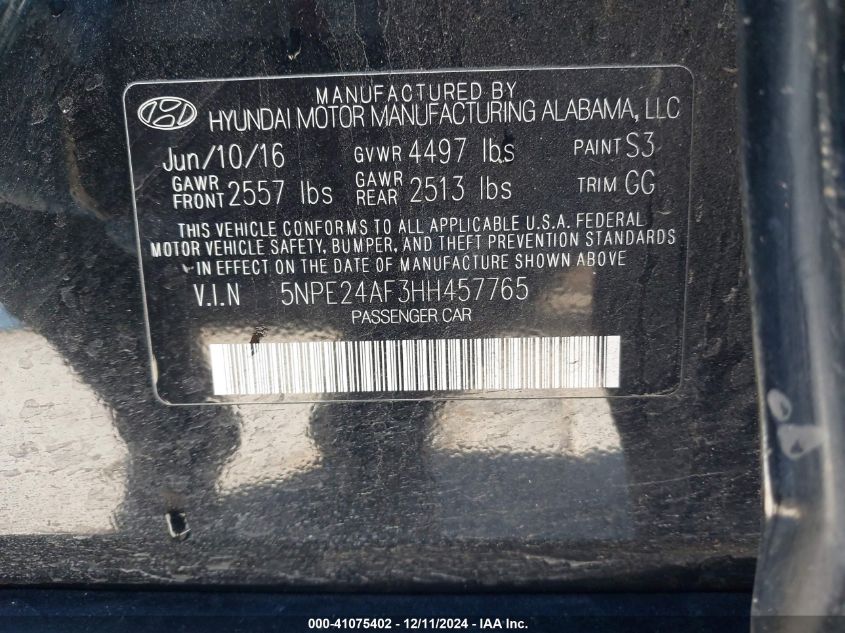 MANUFACTURED BY
HYUNDAI MOTOR MANUFACTURING ALABAMA, LLC
Jun/10/16 GVWR 4497 lbs PAINT S3
GAWR FRONT 2557 lbs GAWR REAR 2513 lbs TRIM GG
THIS VEHICLE CONFORMS TO ALL APPLICABLE U.S.A. FEDERAL
MOTOR VEHICLE SAFETY, BUMPER, AND THEFT PREVENTION STANDARDS
IN EFFECT ON THE DATE OF MANUFACTURE SHOWN ABOVE
V.I.N 5NPE24AF3HH457765
PASSENGER CAR
000-41075402 - 12/11/2024 - IAA Inc.